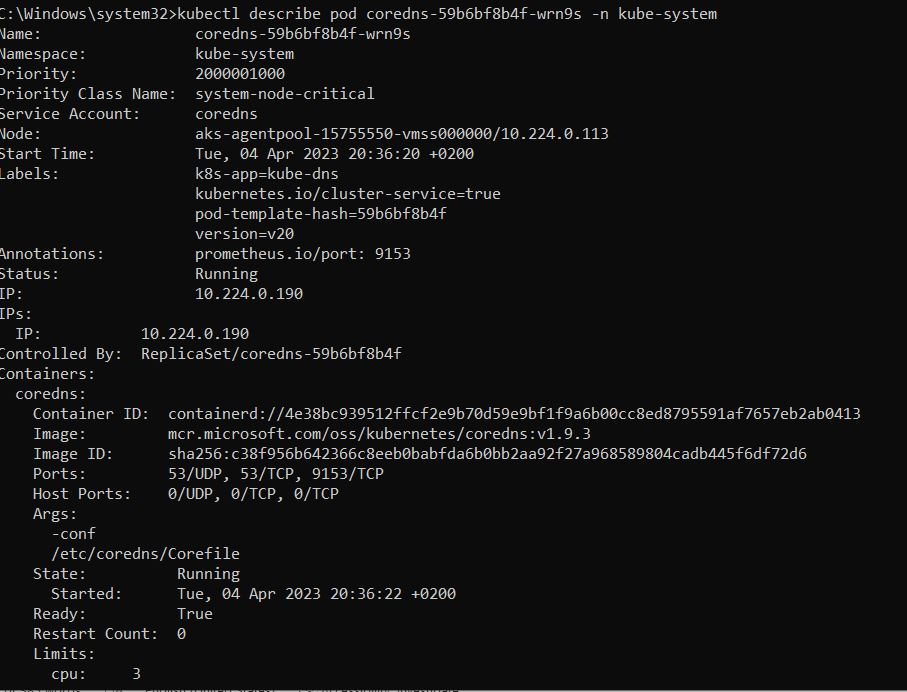 C:\Windows\system32>kubectl describe pod coredns-59b6bf8b4f-wrn9s -n kube-system
Name:                 coredns-59b6bf8b4f-wrn9s
Namespace:            kube-system
Priority:             2000001000
Priority Class Name:  system-node-critical
Service Account:      coredns
Node:                 aks-agentpool-15755550-vmss000000/10.224.0.113
Start Time:           Tue, 04 Apr 2023 20:36:20 +0200
Labels:               k8s-app=kube-dns
                      kubernetes.io/cluster-service=true
                      pod-template-hash=59b6bf8b4f
                      version=v20
Annotations:          prometheus.io/port: 9153
Status:               Running
IP:                   10.224.0.190
IPs:
  IP:           10.224.0.190
Controlled By:  ReplicaSet/coredns-59b6bf8b4f
Containers:
  coredns:
    Container ID:  containerd://4e38bc939512ffcf2e9b70d59e9bf1f9a6b00cc8ed8795591af7657eb2ab0413
    Image:         mcr.microsoft.com/oss/kubernetes/coredns:v1.9.3
    Image ID:      sha256:c38f956b642366c8eeb0babfda6b0bb2aa92f27a968589804cadb445f6df72d6
    Ports:         53/UDP, 53/TCP, 9153/TCP
    Host Ports:    0/UDP, 0/TCP, 0/TCP
    Args:
      -conf
      /etc/coredns/Corefile
    State:          Running
      Started:      Tue, 04 Apr 2023 20:36:22 +0200
    Ready:          True
    Restart Count:  0
    Limits:
      cpu:     3